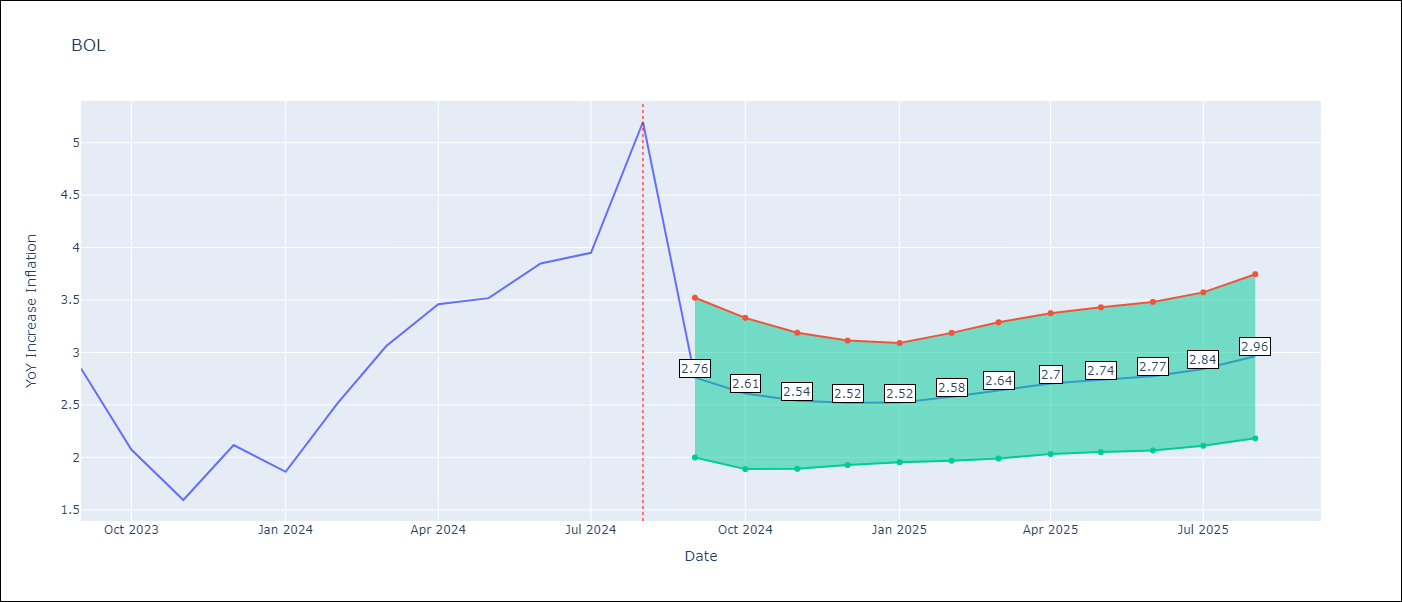 BOL
YoY Increase Inflation
5
4.5
4
3.5
3
2.5
2
1.5
2.76
2.61
2.54
2.52
2.52
2.58
2.64
2.7
2.74
2.77
2.84
2.96
Oct 2023
Jan 2024
Apr 2024
Jul 2024
Oct 2024
Jan 2025
Apr 2025
Jul 2025
Date